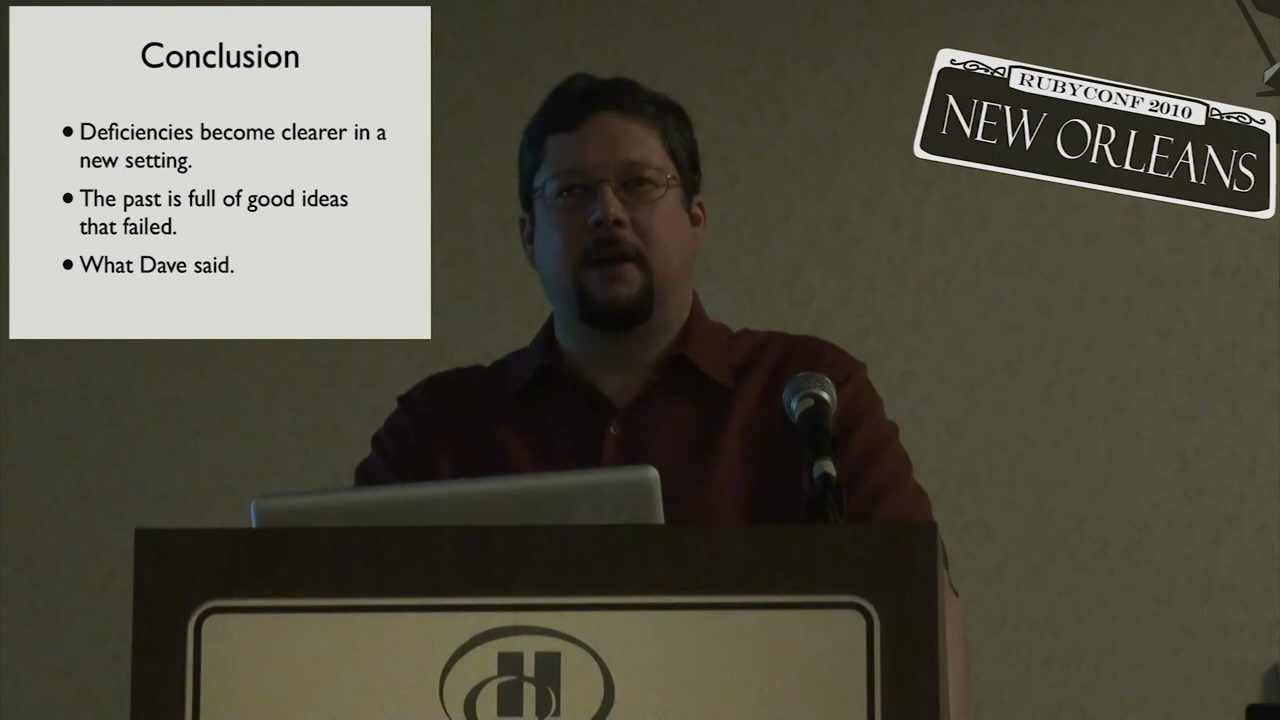 Conclusion
• Deficiencies become clearer in a
new setting.
• The past is full of good ideas
that failed.
• What Dave said.
RUBYCONF 2010
NEW ORLEANS
H